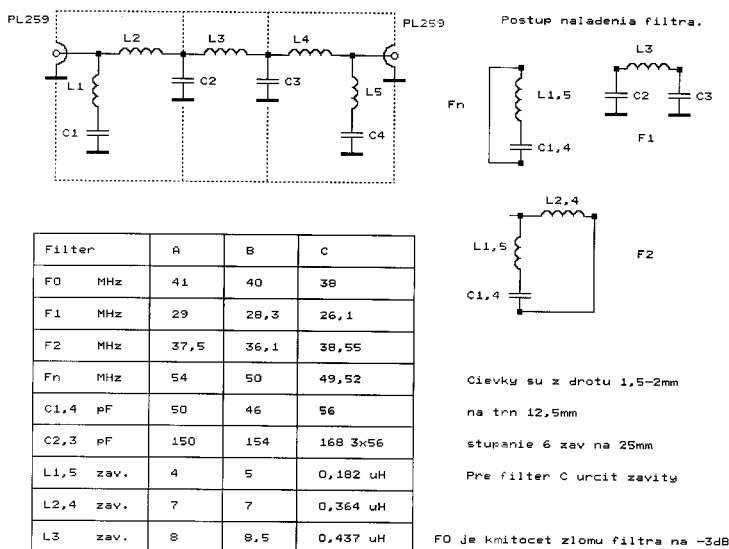 PL259
PL259
L2
L3
L4
L1
C2
C3
L5
C1
C4
Postup naladenia filtra.
Fn
L1,5
C1,4
L3
C2
C3
F1
L2,4
L1,5
F2
C1,4
Filter A B C
F0 MHz 41 40 38
F1 MHz 29 28,3 26,1
F2 MHz 37,5 36,1 38,55
Fn MHz 54 50 49,52
C1,4 pF 50 46 56
C2,3 pF 150 154 168 3x56
L1,5 zav. 4 5 0,182 uH
L2,4 zav. 7 7 0,364 uH
L3 zav. 8 8,5 0,437 uH
Cievky su z drotu 1,5-2mm
na trn 12,5mm
stupanie 6 zav na 25mm
Pre filter C urcit zavity
F0 je kmitocet zlomu filtra na -3dB